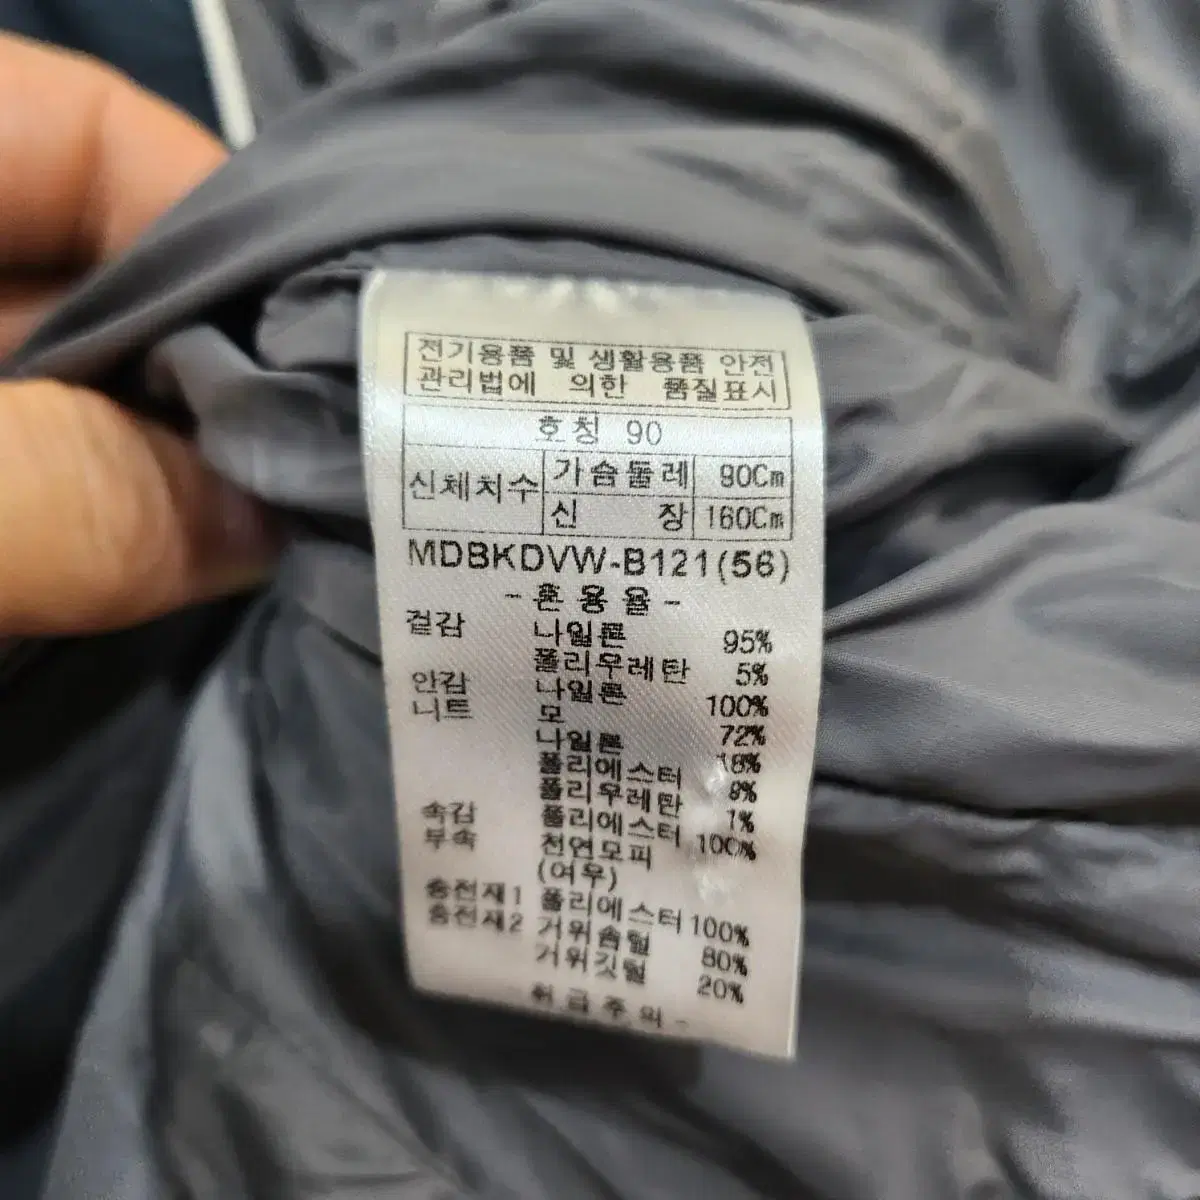 전기용품 및 생활용품 안전
관리법에 의한 품질표시
호칭 90
신체치수 가슴둘레 90Cm
신 장 160Cm
MDBKDVW-B121(56)
- 혼 용 율 -
겉감 나일론 95%
폴리우레탄 5%
안감 나일론 100%
니트 모 72%
나일론 18%
폴리에스터 9%
폴리우레탄 1%
속감 폴리에스터 100%
부속 천연모피
(여우)
충전재1 폴리에스터 100%
충전재2 거위솜털 80%
거위깃털 20%
취급주의 -